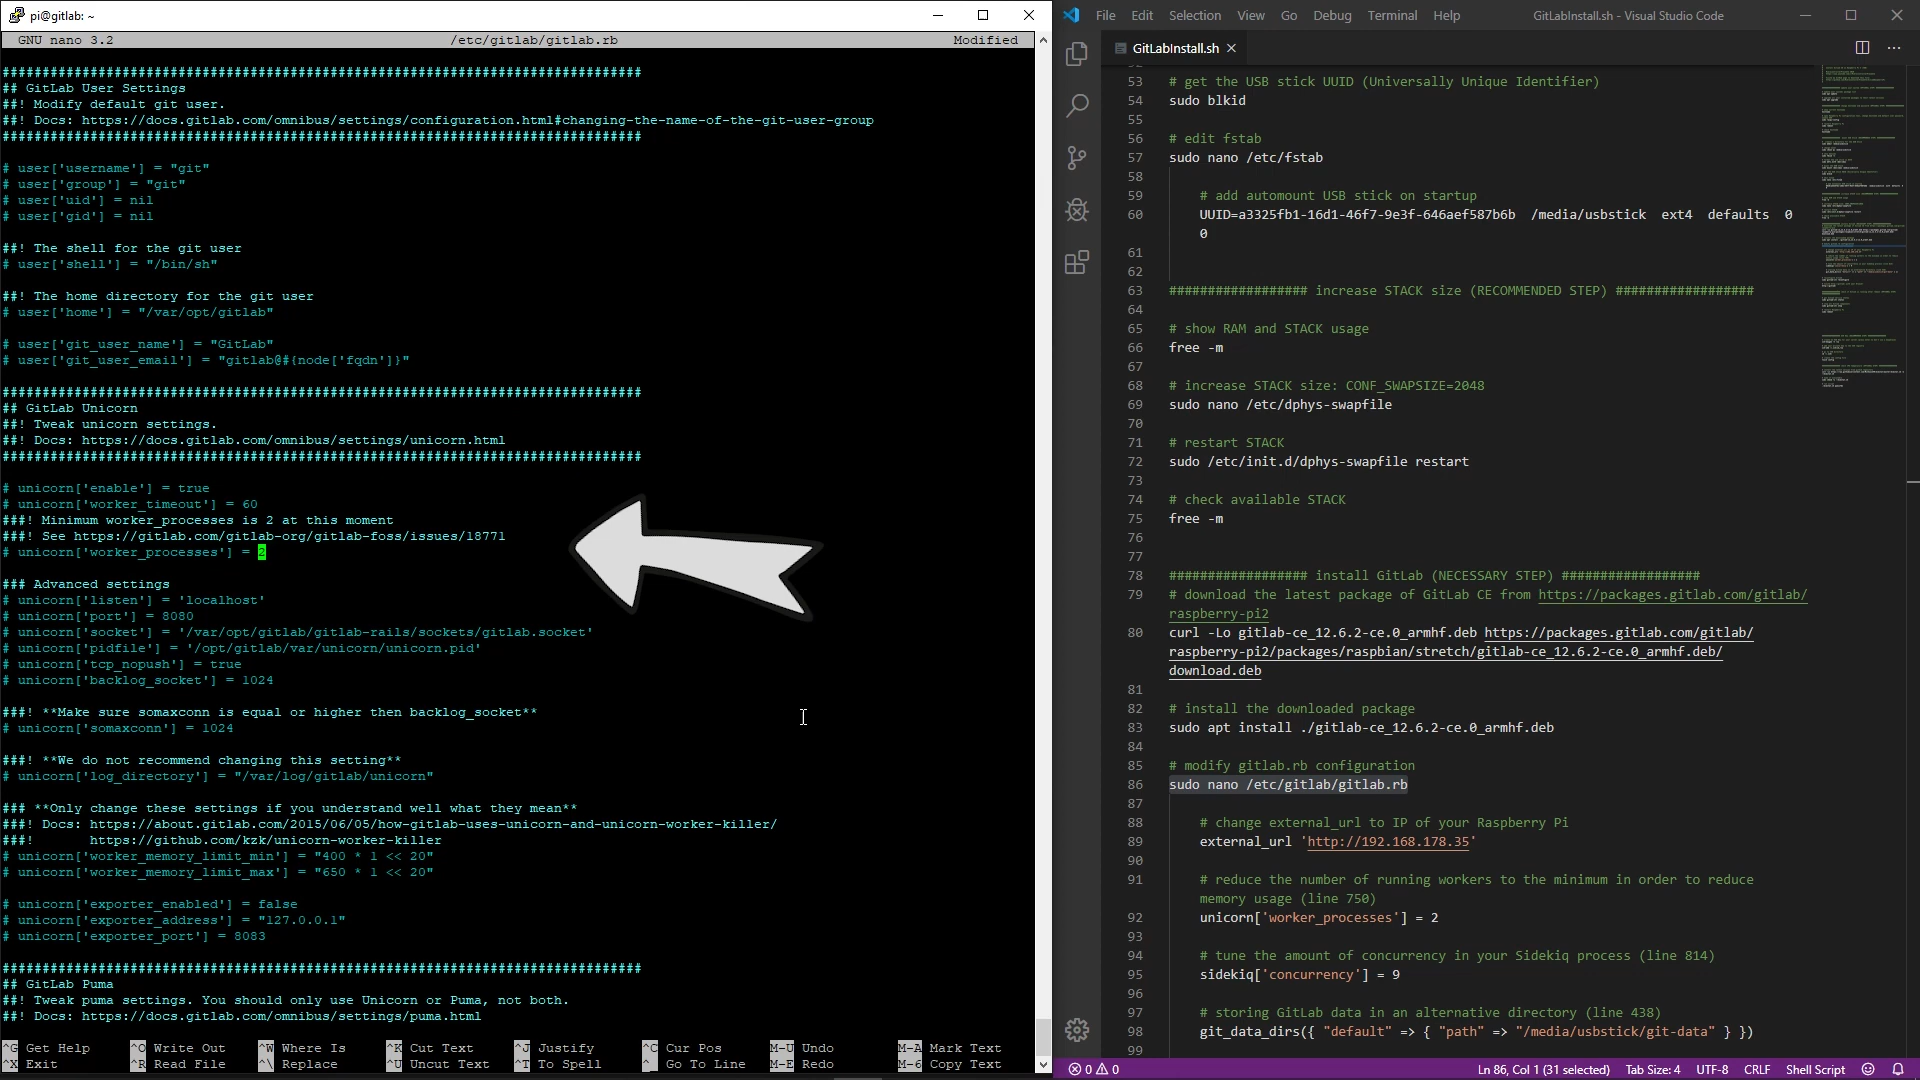 pi@gitlab: ~
GNU nano 3.2 /etc/gitlab/gitlab.rb Modified
################################################################################
## GitLab User Settings
##! Modify default git user.
##! Docs: https://docs.gitlab.com/omnibus/settings/configuration.html#changing-the-name-of-the-git-user-group
################################################################################
# user['username'] = "git"
# user['group'] = "git"
# user['uid'] = nil
# user['gid'] = nil
##! The shell for the git user
# user['shell'] = "/bin/sh"
##! The home directory for the git user
# user['home'] = "/var/opt/gitlab"
# user['git_user_name'] = "GitLab"
# user['git_user_email'] = "gitlab@#{node['fqdn']}"
################################################################################
## GitLab Unicorn
##! Tweak unicorn settings.
##! Docs: https://docs.gitlab.com/omnibus/settings/unicorn.html
################################################################################
# unicorn['enable'] = true
# unicorn['worker_timeout'] = 60
###! Minimum worker_processes is 2 at this moment
###! See https://gitlab.com/gitlab-org/gitlab-foss/issues/18771
# unicorn['worker_processes'] = 2
### Advanced settings
# unicorn['listen'] = 'localhost'
# unicorn['port'] = 8080
# unicorn['socket'] = '/var/opt/gitlab/gitlab-rails/sockets/gitlab.socket'
# unicorn['pidfile'] = '/opt/gitlab/var/unicorn/unicorn.pid'
# unicorn['tcp_nopush'] = true
# unicorn['backlog_socket'] = 1024
###! **Make sure somaxconn is equal or higher then backlog_socket**
# unicorn['somaxconn'] = 1024
###! **We do not recommend changing this setting**
# unicorn['log_directory'] = "/var/log/gitlab/unicorn"
### **Only change these settings if you understand well what they mean**
###! Docs: https://about.gitlab.com/2015/06/05/how-gitlab-uses-unicorn-and-unicorn-worker-killer/
###! https://github.com/kzk/unicorn-worker-killer
# unicorn['worker_memory_limit_min'] = "400 * 1 << 20"
# unicorn['worker_memory_limit_max'] = "650 * 1 << 20"
# unicorn['exporter_enabled'] = false
# unicorn['exporter_address'] = "127.0.0.1"
# unicorn['exporter_port'] = 8083
################################################################################
## GitLab Puma
##! Tweak puma settings. You should only use Unicorn or Puma, not both.
##! Docs: https://docs.gitlab.com/omnibus/settings/puma.html
^G Get Help ^O Write Out ^W Where Is ^K Cut Text ^J Justify ^C Cur Pos M-U Undo M-A Mark Text
^X Exit ^R Read File ^\ Replace ^U Uncut Text ^T To Spell ^_ Go To Line M-E Redo M-6 Copy Text
File Edit Selection View Go Debug Terminal Help GitLabInstall.sh - Visual Studio Code
GitLabInstall.sh
53 # get the USB stick UUID (Universally Unique Identifier)
54 sudo blkid
55
56 # edit fstab
57 sudo nano /etc/fstab
58
59 # add automount USB stick on startup
60 UUID=a3325fb1-16d1-46f7-9e3f-646aef587b6b /media/usbstick ext4 defaults 0
0
61
62
63 ################## increase STACK size (RECOMMENDED STEP) ##################
64
65 # show RAM and STACK usage
66 free -m
67
68 # increase STACK size: CONF_SWAPSIZE=2048
69 sudo nano /etc/dphys-swapfile
70
71 # restart STACK
72 sudo /etc/init.d/dphys-swapfile restart
73
74 # check available STACK
75 free -m
76
77
78 ################## install GitLab (NECESSARY STEP) ##################
79 # download the latest package of GitLab CE from https://packages.gitlab.com/gitlab/
raspberry-pi2
80 curl -Lo gitlab-ce_12.6.2-ce.0_armhf.deb https://packages.gitlab.com/gitlab/
raspberry-pi2/packages/raspbian/stretch/gitlab-ce_12.6.2-ce.0_armhf.deb/
download.deb
81
82 # install the downloaded package
83 sudo apt install ./gitlab-ce_12.6.2-ce.0_armhf.deb
84
85 # modify gitlab.rb configuration
86 sudo nano /etc/gitlab/gitlab.rb
87
88 # change external_url to IP of your Raspberry Pi
89 external_url 'http://192.168.178.35'
90
91 # reduce the number of running workers to the minimum in order to reduce
memory usage (line 750)
92 unicorn['worker_processes'] = 2
93
94 # tune the amount of concurrency in your Sidekiq process (line 814)
95 sidekiq['concurrency'] = 9
96
97 # storing GitLab data in an alternative directory (line 438)
98 git_data_dirs({ "default" => { "path" => "/media/usbstick/git-data" } })
99
0 0 Ln 86, Col 1 (31 selected) Tab Size: 4 UTF-8 CRLF Shell Script